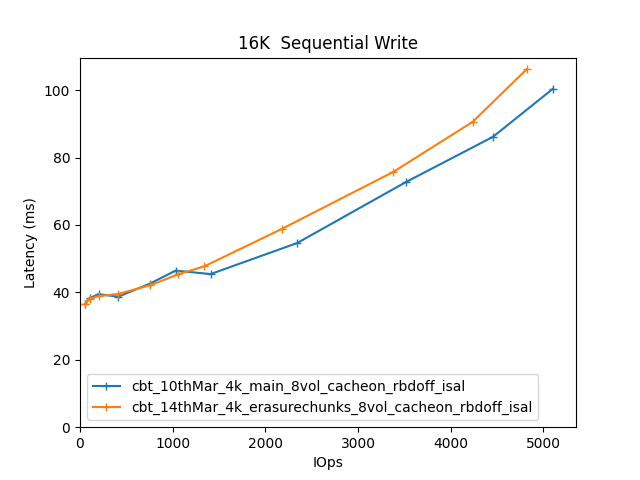 16K  Sequential Write
Latency (ms)
100
80
60
40
20
0
cbt_10thMar_4k_main_8vol_cacheon_rbdoff_isal
cbt_14thMar_4k_erasurechunks_8vol_cacheon_rbdoff_isal
0 1000 2000 3000 4000 5000
IOps